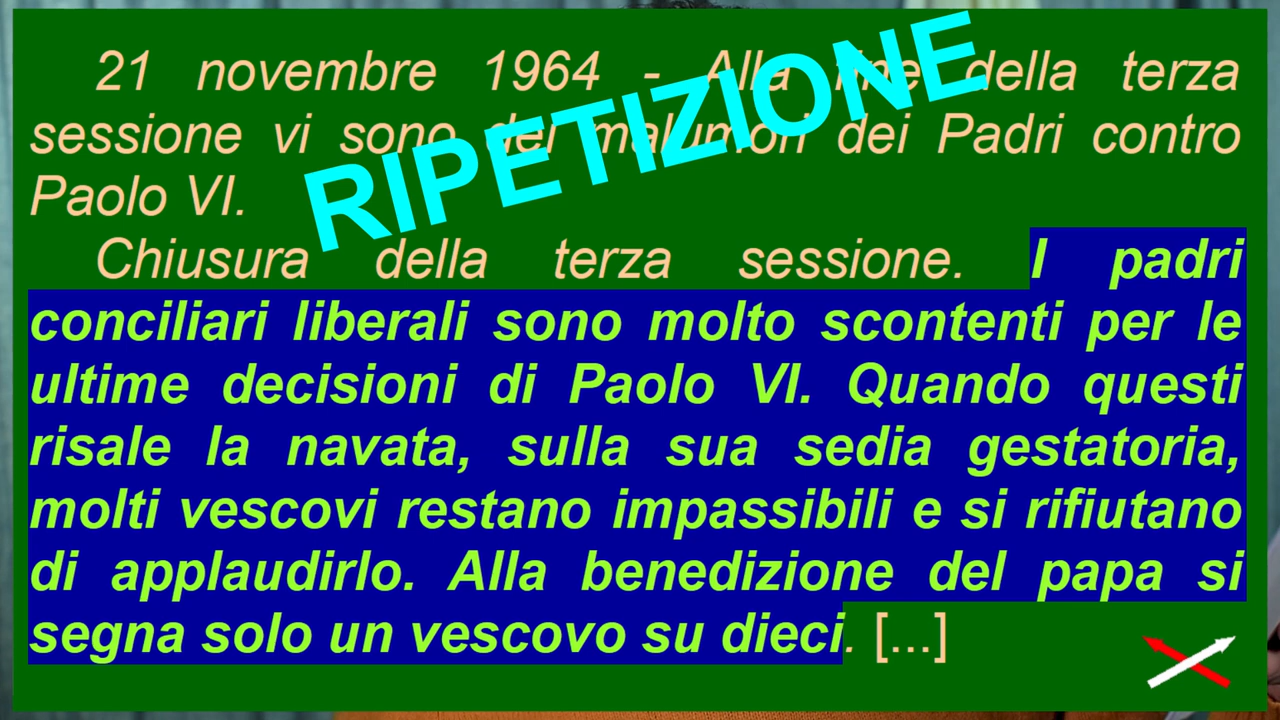 RIPETIZIONE
21 novembre 1964 - Alla fine della terza
sessione vi sono dei malumori dei Padri contro
Paolo VI.
Chiusura della terza sessione. I padri
conciliari liberali sono molto scontenti per le
ultime decisioni di Paolo VI. Quando questi
risale la navata, sulla sua sedia gestatoria,
molti vescovi restano impassibili e si rifiutano
di applaudirlo. Alla benedizione del papa si
segna solo un vescovo su dieci. [...]